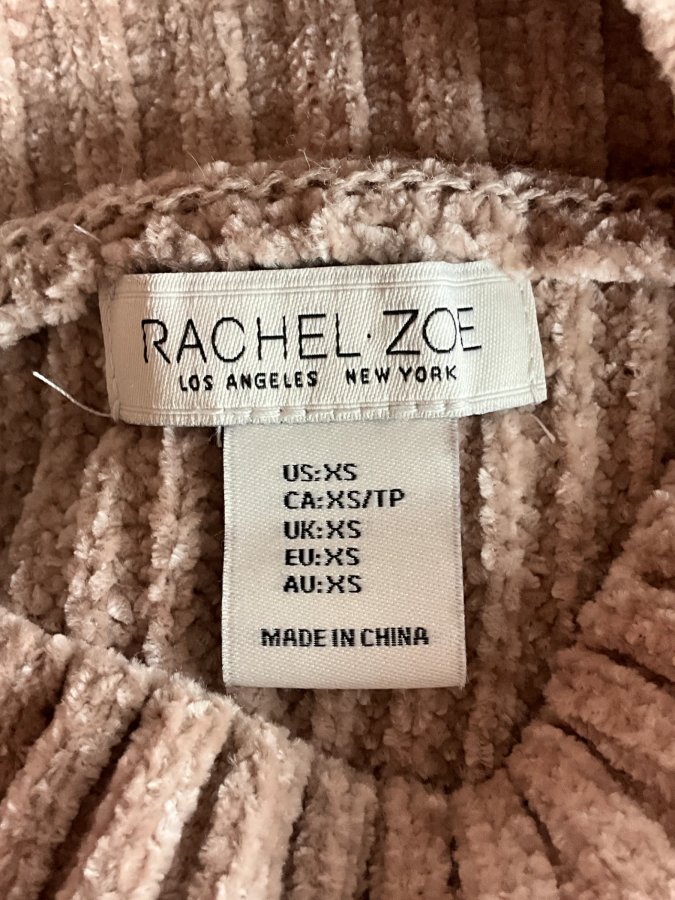 RACHEL·ZOE
LOS ANGELES NEW YORK
US:XS
CA:XS/TP
UK:XS
EU:XS
AU:XS
MADE IN CHINA